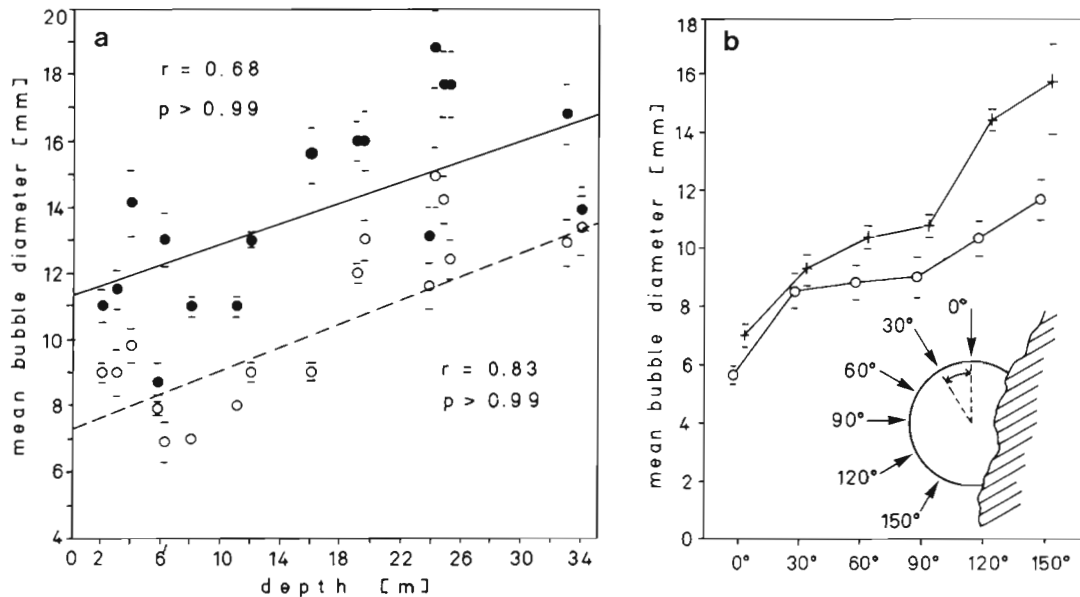 a
r = 0.68
p > 0.99
r = 0.83
p > 0.99
mean bubble diameter [mm]
20
18
16
14
12
10
8
6
4
0 2 6 10 14 18 22 26 30 34
depth [m]
b
mean bubble diameter [mm]
18
16
14
12
10
8
6
4
2
0
0°
30°
60°
90°
120°
150°
0° 30° 60° 90° 120° 150°